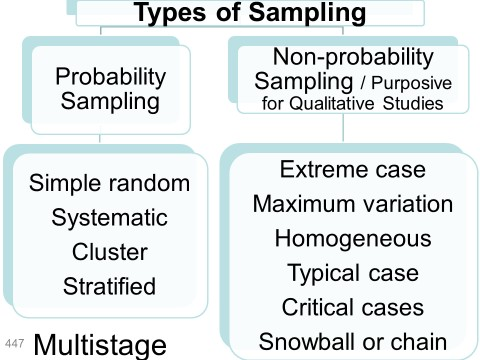 Types of Sampling
Probability
Sampling
Non-probability
Sampling / Purposive
for Qualitative Studies
Simple random
Systematic
Cluster
Stratified
Extreme case
Maximum variation
Homogeneous
Typical case
Critical cases
Snowball or chain
447
Multistage